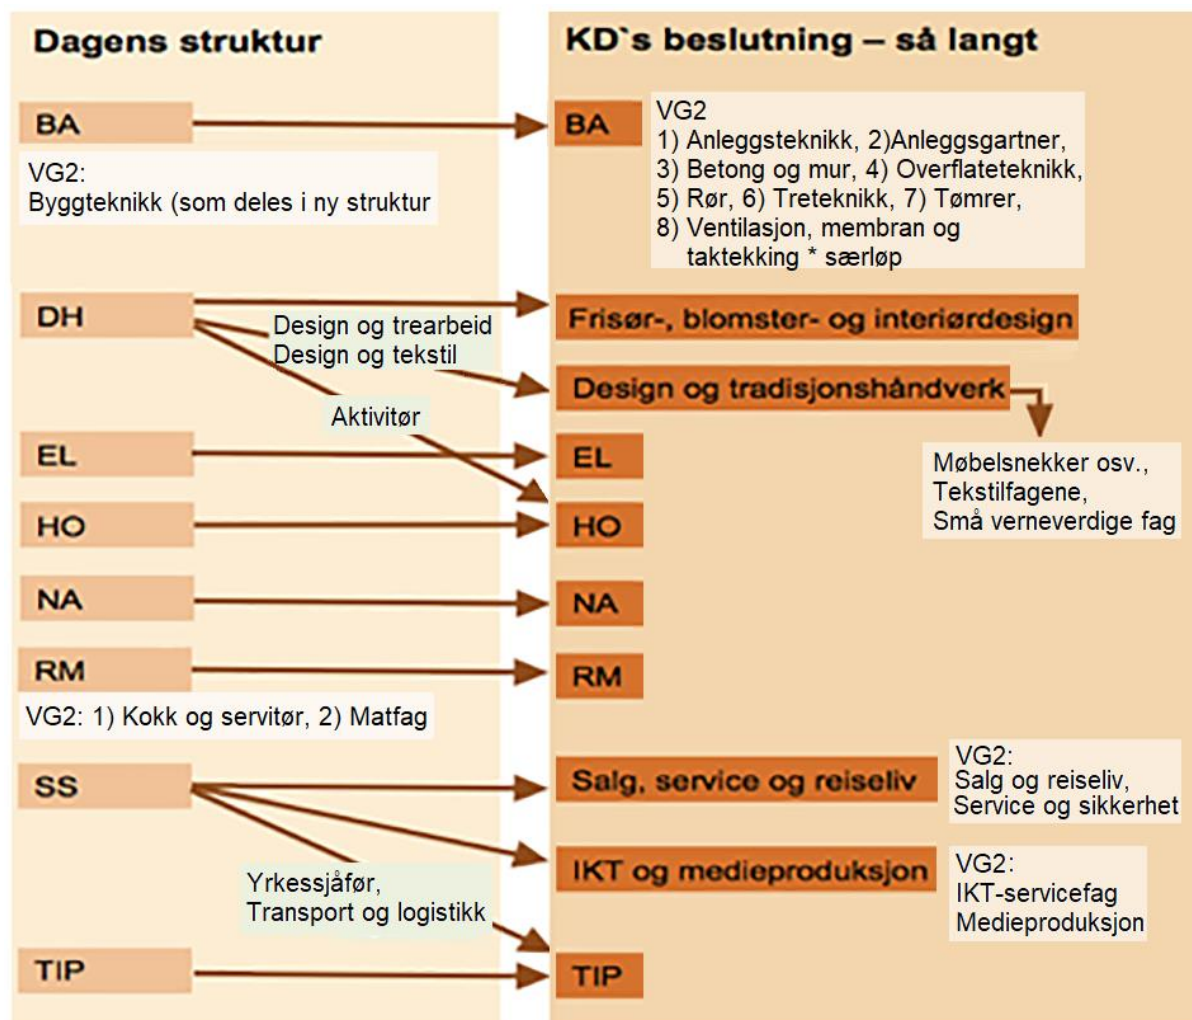 Dagens struktur
KD`s beslutning – så langt
BA
VG2:
Byggteknikk (som deles i ny struktur
BA
VG2
1) Anleggsteknikk, 2)Anleggsgartner,
3) Betong og mur, 4) Overflateteknikk,
5) Rør, 6) Treteknikk, 7) Tømrer,
8) Ventilasjon, membran og
taktekking * særløp
DH
Design og trearbeid
Design og tekstil
Aktivitør
Frisør-, blomster- og interiørdesign
Design og tradisjonshåndverk
Møbelsnekker osv.,
Tekstilfagene,
Små verneverdige fag
EL
EL
HO
HO
NA
NA
RM
RM
VG2: 1) Kokk og servitør, 2) Matfag
SS
Salg, service og reiseliv
VG2:
Salg og reiseliv,
Service og sikkerhet
IKT og medieproduksjon
VG2:
IKT-servicefag
Medieproduksjon
Yrkessjåfør,
Transport og logistikk
TIP
TIP